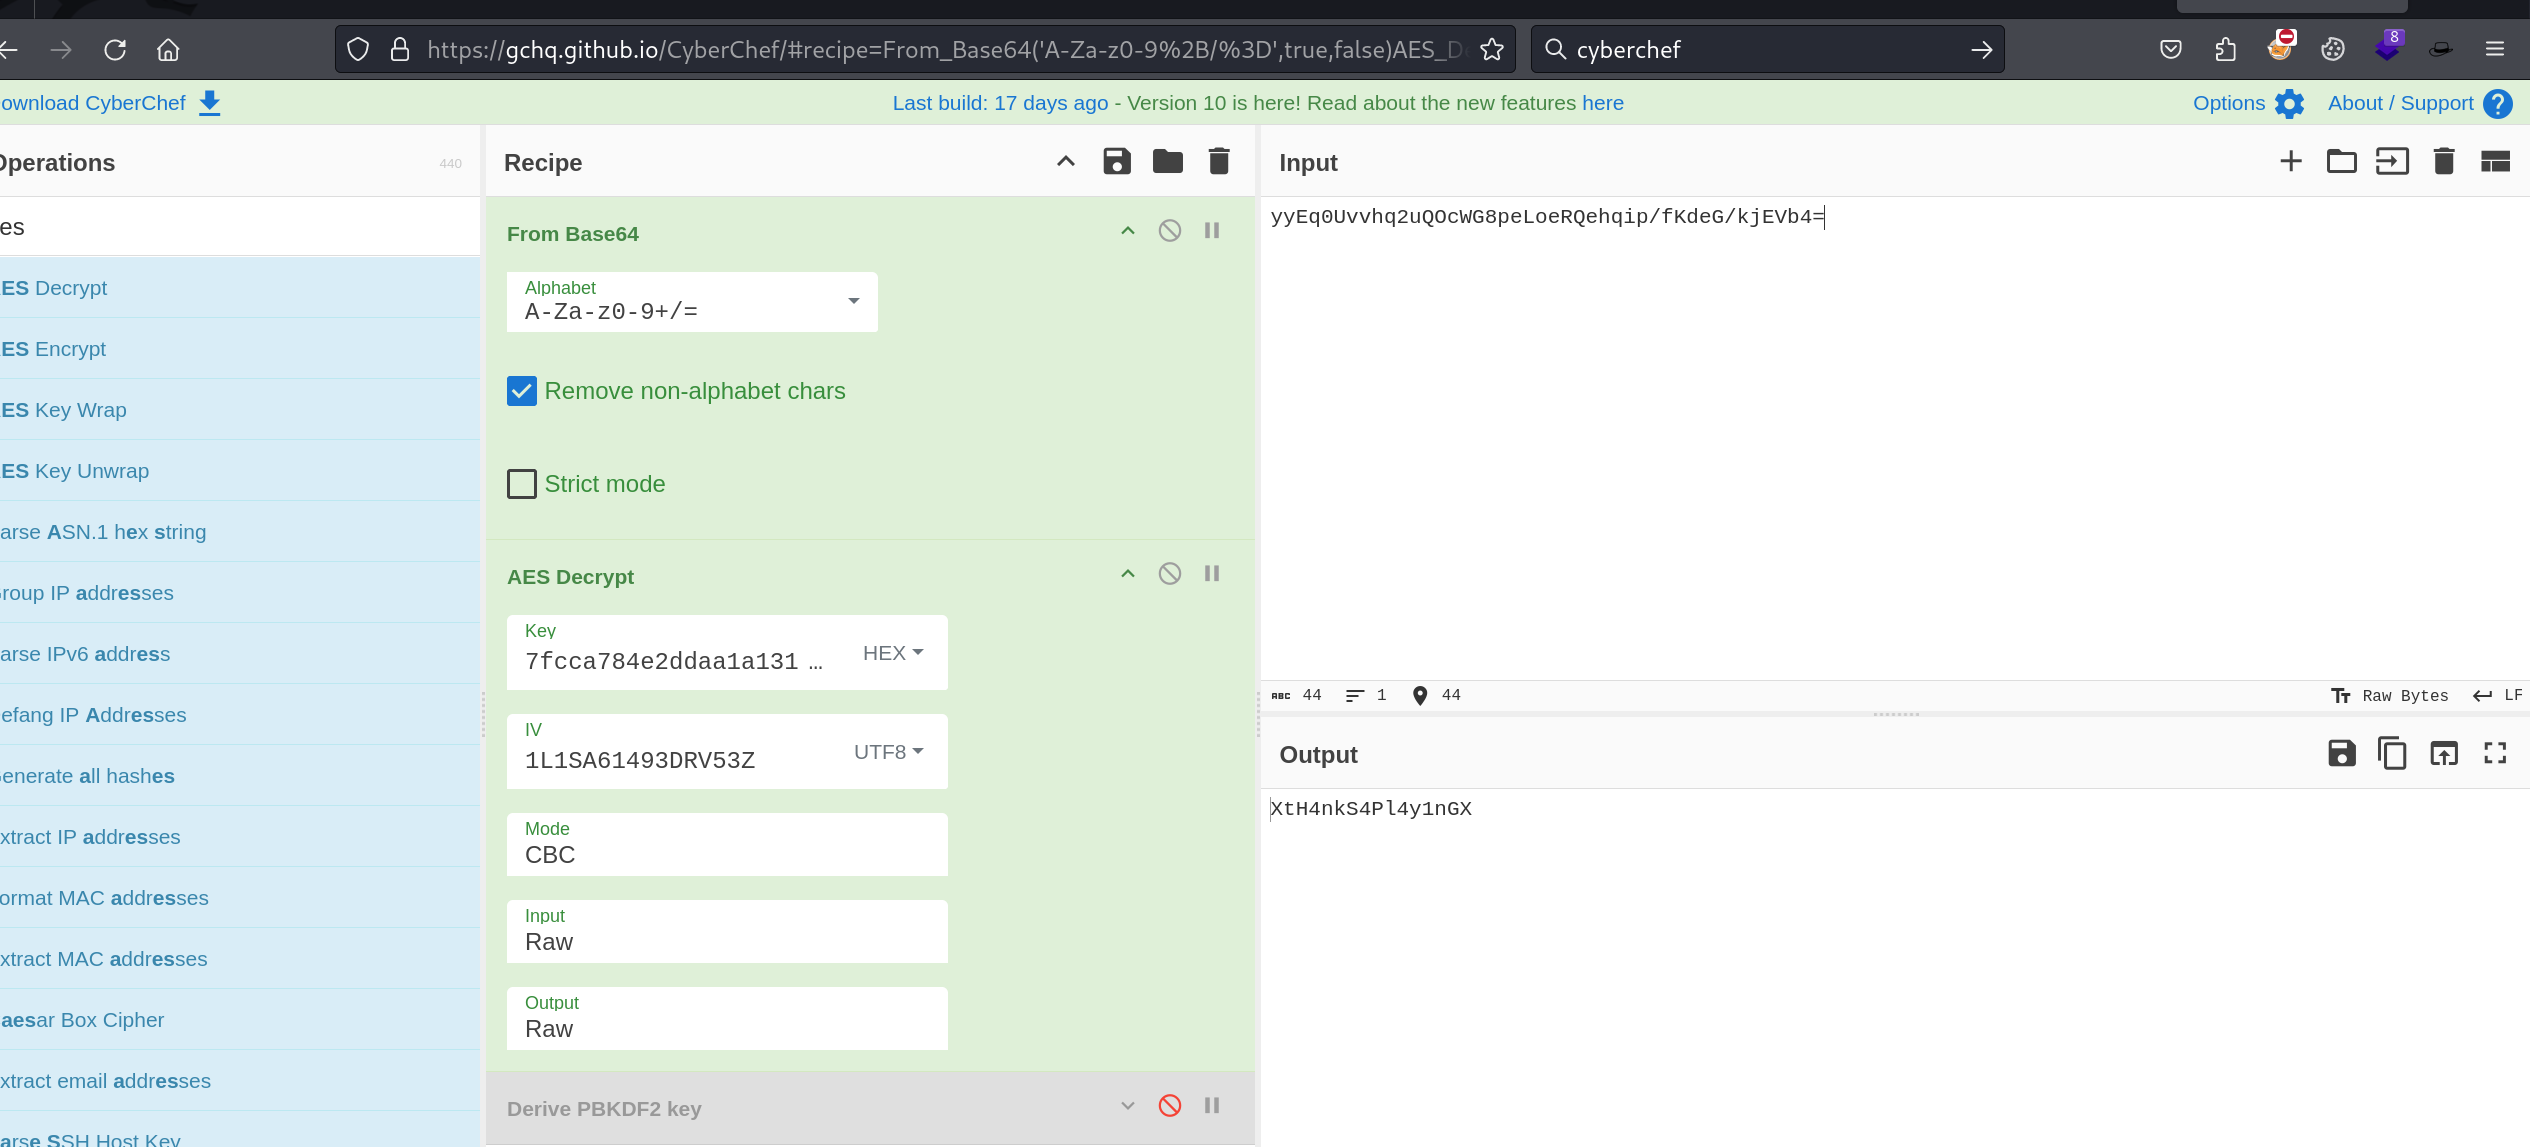 https://gchq.github.io/CyberChef/#recipe=From_Base64('A-Za-z0-9%2B/%3D',true,false)AES_De
cyberchef
8
ownload CyberChef
Last build: 17 days ago - Version 10 is here! Read about the new features here
Options
About / Support
Operations
440
es
ES Decrypt
ES Encrypt
ES Key Wrap
ES Key Unwrap
arse ASN.1 hex string
roup IP addresses
arse IPv6 address
efang IP Addresses
enerate all hashes
xtract IP addresses
ormat MAC addresses
xtract MAC addresses
aesar Box Cipher
xtract email addresses
arse SSH Host Key
Recipe
From Base64
Alphabet
A-Za-z0-9+/=
Remove non-alphabet chars
Strict mode
AES Decrypt
Key
7fcca784e2ddaa1a131 …
HEX
IV
1L1SA61493DRV53Z
UTF8
Mode
CBC
Input
Raw
Output
Raw
Derive PBKDF2 key
Input
yyEq0Uvvhq2uQOcWG8peLoeRQehqip/fKdeG/kjEVb4=
ABC 44 1 44
Raw Bytes LF
Output
XtH4nkS4Pl4y1nGX